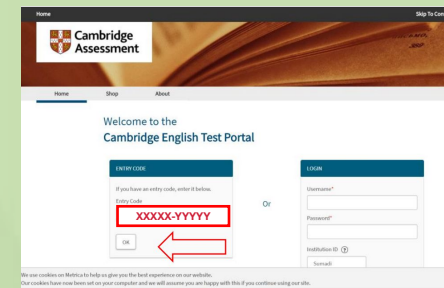 Home
Skip To Con
Cambridge
Assessment
Home Shop About
Welcome to the
Cambridge English Test Portal
ENTRY CODE
If you have an entry code, enter it below.
Entry Code
XXXXX-YYYYY
OK
Or
LOGIN
Username*
Password*
Institution ID ?
Sumadi
We use cookies on Metrica to help us give you the best experience on our website.
Our cookies have now been set on your computer and we will assume you are happy with this if you continue using our site.